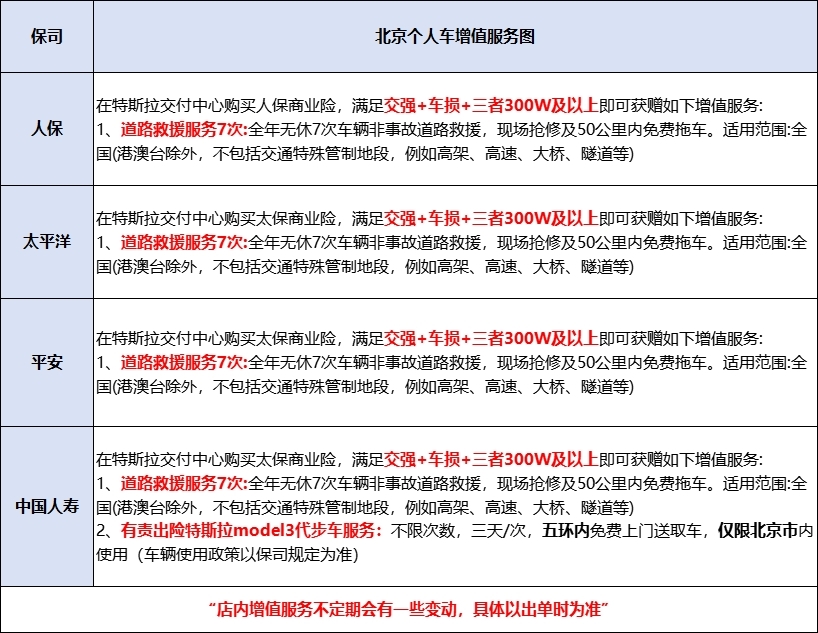 保司
北京个人车增值服务图
人保
在特斯拉交付中心购买人保商业险，满足交强+车损+三者300W及以上即可获赠如下增值服务:
1、道路救援服务7次:全年无休7次车辆非事故道路救援，现场抢修及50公里内免费拖车。适用范围:全
国(港澳台除外，不包括交通特殊管制地段，例如高架、高速、大桥、隧道等)
太平洋
在特斯拉交付中心购买太保商业险，满足交强+车损+三者300W及以上即可获赠如下增值服务:
1、道路救援服务7次:全年无休7次车辆非事故道路救援，现场抢修及50公里内免费拖车。适用范围:全
国(港澳台除外，不包括交通特殊管制地段，例如高架、高速、大桥、隧道等)
平安
在特斯拉交付中心购买太保商业险，满足交强+车损+三者300W及以上即可获赠如下增值服务:
1、道路救援服务7次:全年无休7次车辆非事故道路救援，现场抢修及50公里内免费拖车。适用范围:全
国(港澳台除外，不包括交通特殊管制地段，例如高架、高速、大桥、隧道等)
中国人寿
在特斯拉交付中心购买太保商业险，满足交强+车损+三者300W及以上即可获赠如下增值服务:
1、道路救援服务7次:全年无休7次车辆非事故道路救援，现场抢修及50公里内免费拖车。适用范围:全
国(港澳台除外，不包括交通特殊管制地段，例如高架、高速、大桥、隧道等)
2、有责出险特斯拉model3代步车服务：不限次数，三天/次，五环内免费上门送取车，仅限北京市内
使用（车辆使用政策以保司规定为准）
“店内增值服务不定期会有一些变动，具体以出单时为准”